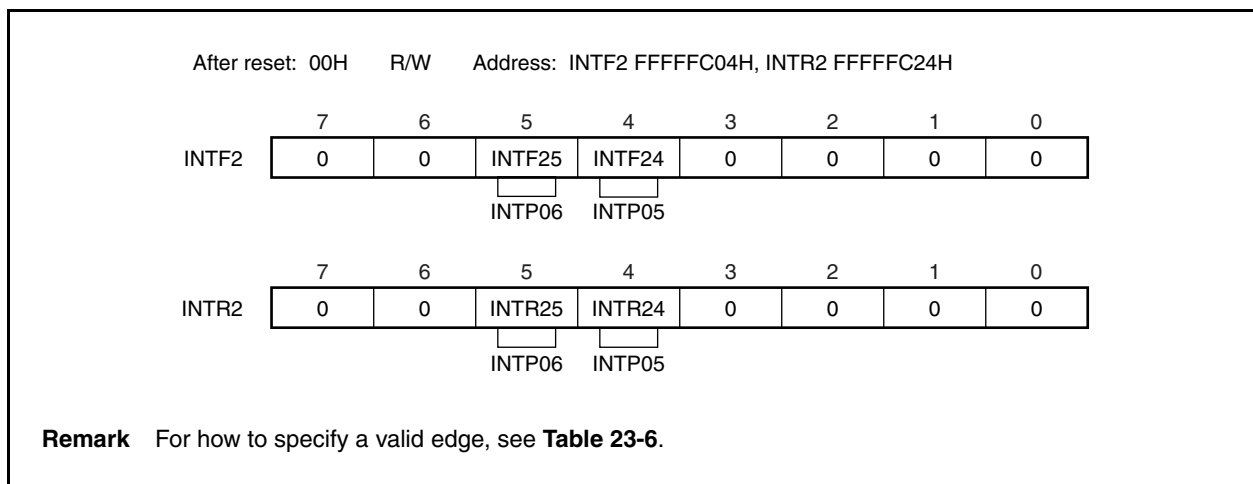 After reset: 00H R/W Address: INTF2 FFFFFC04H, INTR2 FFFFFC24H
7 6 5 4 3 2 1 0
INTF2 0 0 INTF25 INTF24 0 0 0 0
INTP06 INTP05
7 6 5 4 3 2 1 0
INTR2 0 0 INTR25 INTR24 0 0 0 0
INTP06 INTP05
Remark For how to specify a valid edge, see Table 23-6.